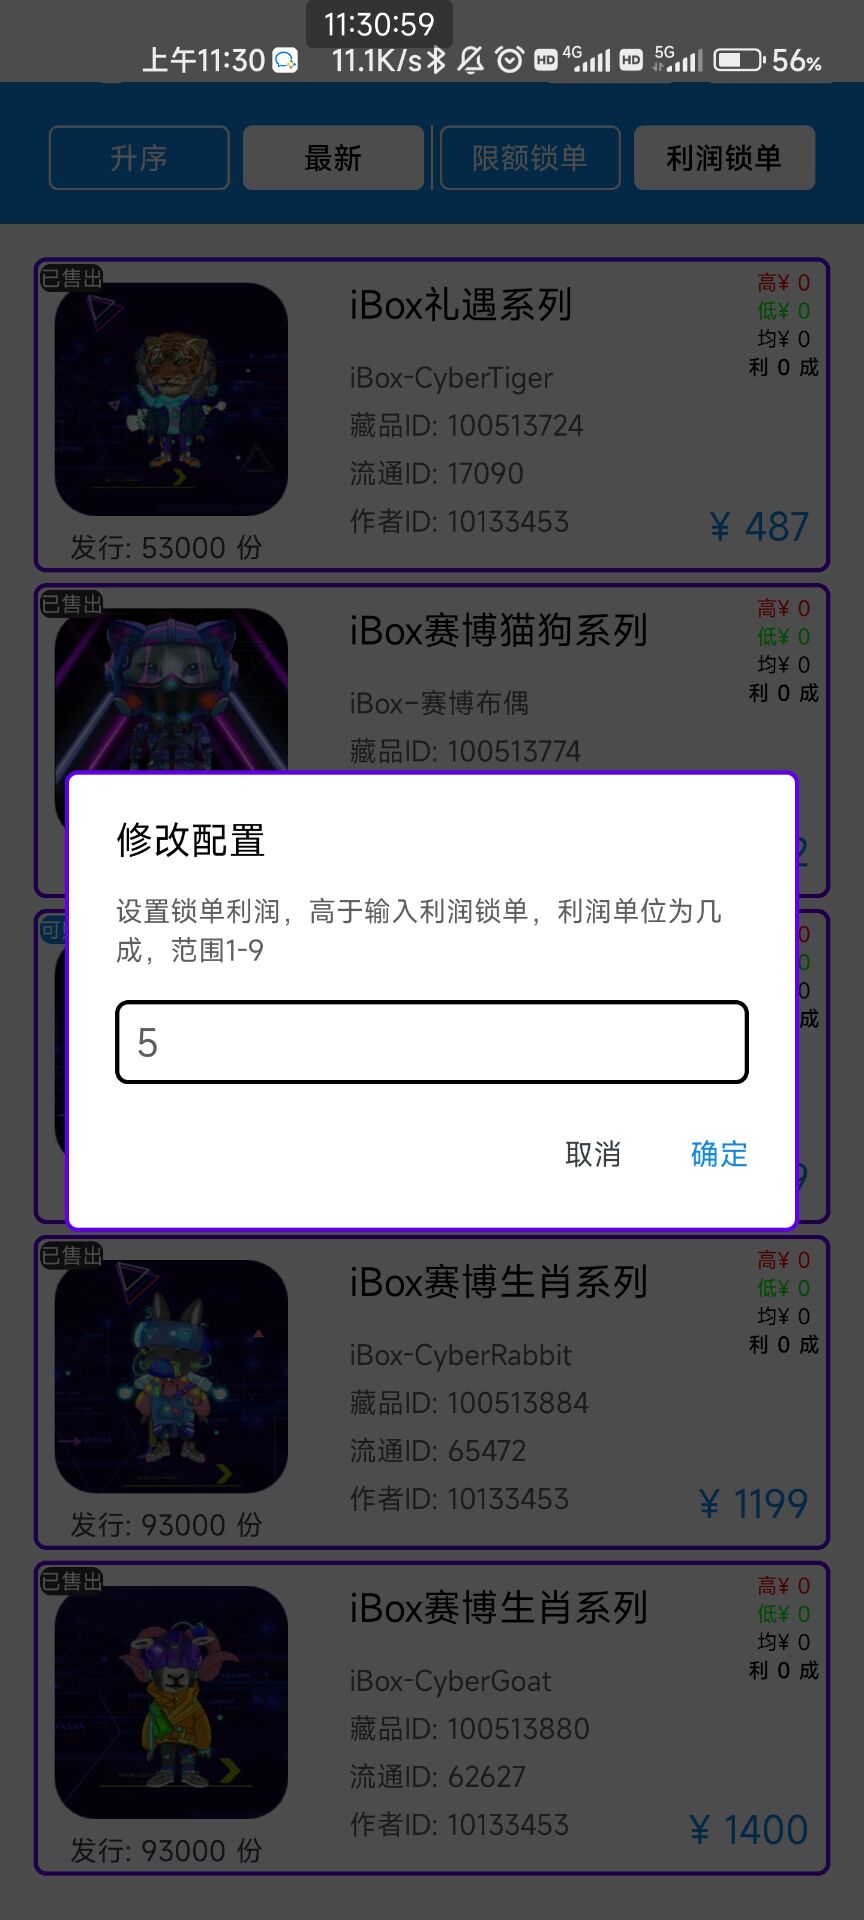 11:30:59
上午11:30 11.1K/s HD 4G HD 5G 56%
升序 最新 限额锁单 利润锁单
已售出
iBox礼遇系列
高¥ 0
低¥ 0
均¥ 0
利 0 成
iBox-CyberTiger
藏品ID: 100513724
流通ID: 17090
作者ID: 10133453
¥ 487
发行: 53000 份
已售出
iBox赛博猫狗系列
高¥ 0
低¥ 0
均¥ 0
利 0 成
iBox-赛博布偶
藏品ID: 100513774
2
修改配置
设置锁单利润，高于输入利润锁单，利润单位为几
成，范围1-9
5
取消 确定
可
0
0
0
成
9
已售出
iBox赛博生肖系列
高¥ 0
低¥ 0
均¥ 0
利 0 成
iBox-CyberRabbit
藏品ID: 100513884
流通ID: 65472
作者ID: 10133453
¥ 1199
发行: 93000 份
已售出
iBox赛博生肖系列
高¥ 0
低¥ 0
均¥ 0
利 0 成
iBox-CyberGoat
藏品ID: 100513880
流通ID: 62627
作者ID: 10133453
¥ 1400
发行: 93000 份